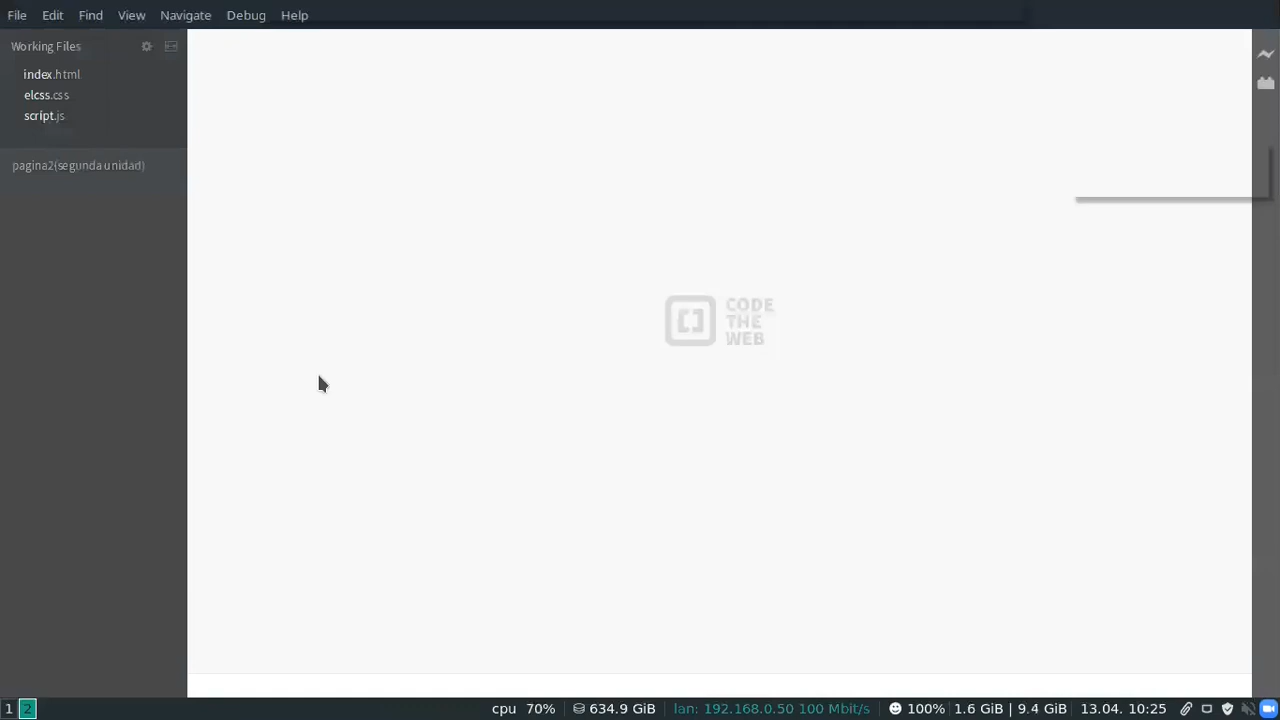 File Edit Find View Navigate Debug Help
Working Files
index.html
elcss.css
script.js
pagina2(segunda unidad)
CODE
THE
WEB
1 2 cpu 70% 634.9 GiB lan: 192.168.0.50 100 Mbit/s 100% 1.6 GiB | 9.4 GiB 13.04. 10:25